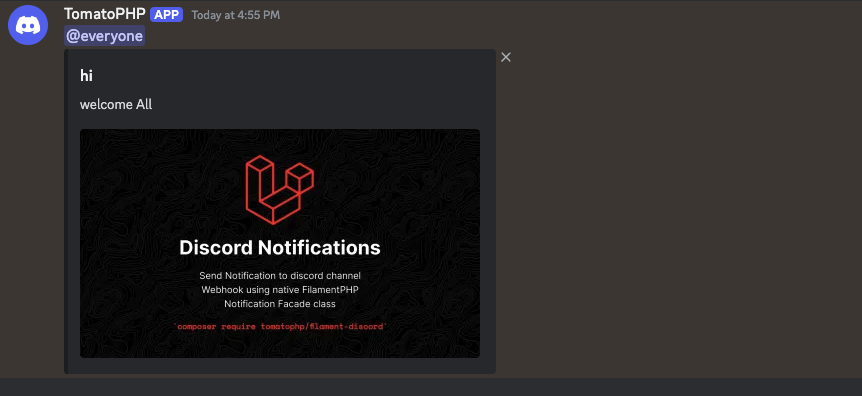 TomatoPHP APP Today at 4:55 PM
@everyone
hi
welcome All
Discord Notifications
Send Notification to discord channel
Webhook using native FilamentPHP
Notification Facade class
`composer require tomatophp/filament-discord`